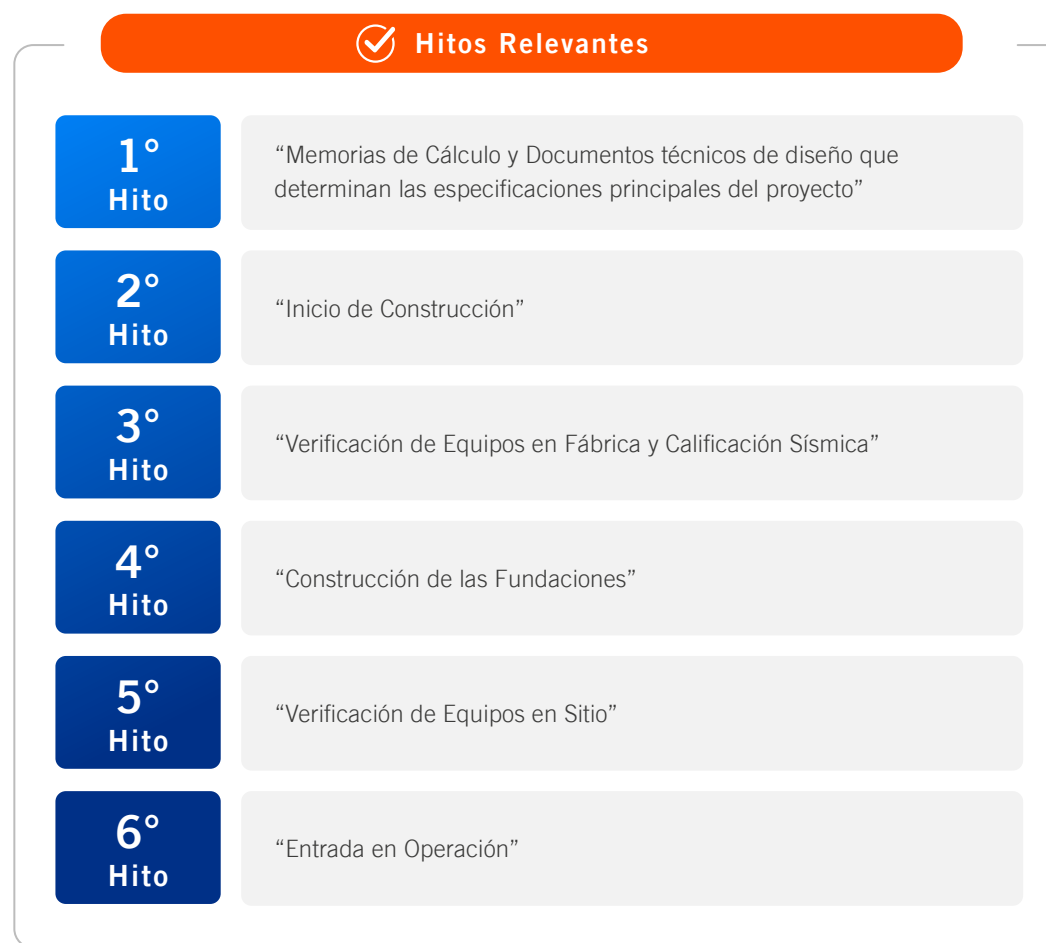 Hitos Relevantes
1°
Hito
“Memorias de Cálculo y Documentos técnicos de diseño que
determinan las especificaciones principales del proyecto”
2°
Hito
“Inicio de Construcción”
3°
Hito
“Verificación de Equipos en Fábrica y Calificación Sísmica”
4°
Hito
“Construcción de las Fundaciones”
5°
Hito
“Verificación de Equipos en Sitio”
6°
Hito
“Entrada en Operación”